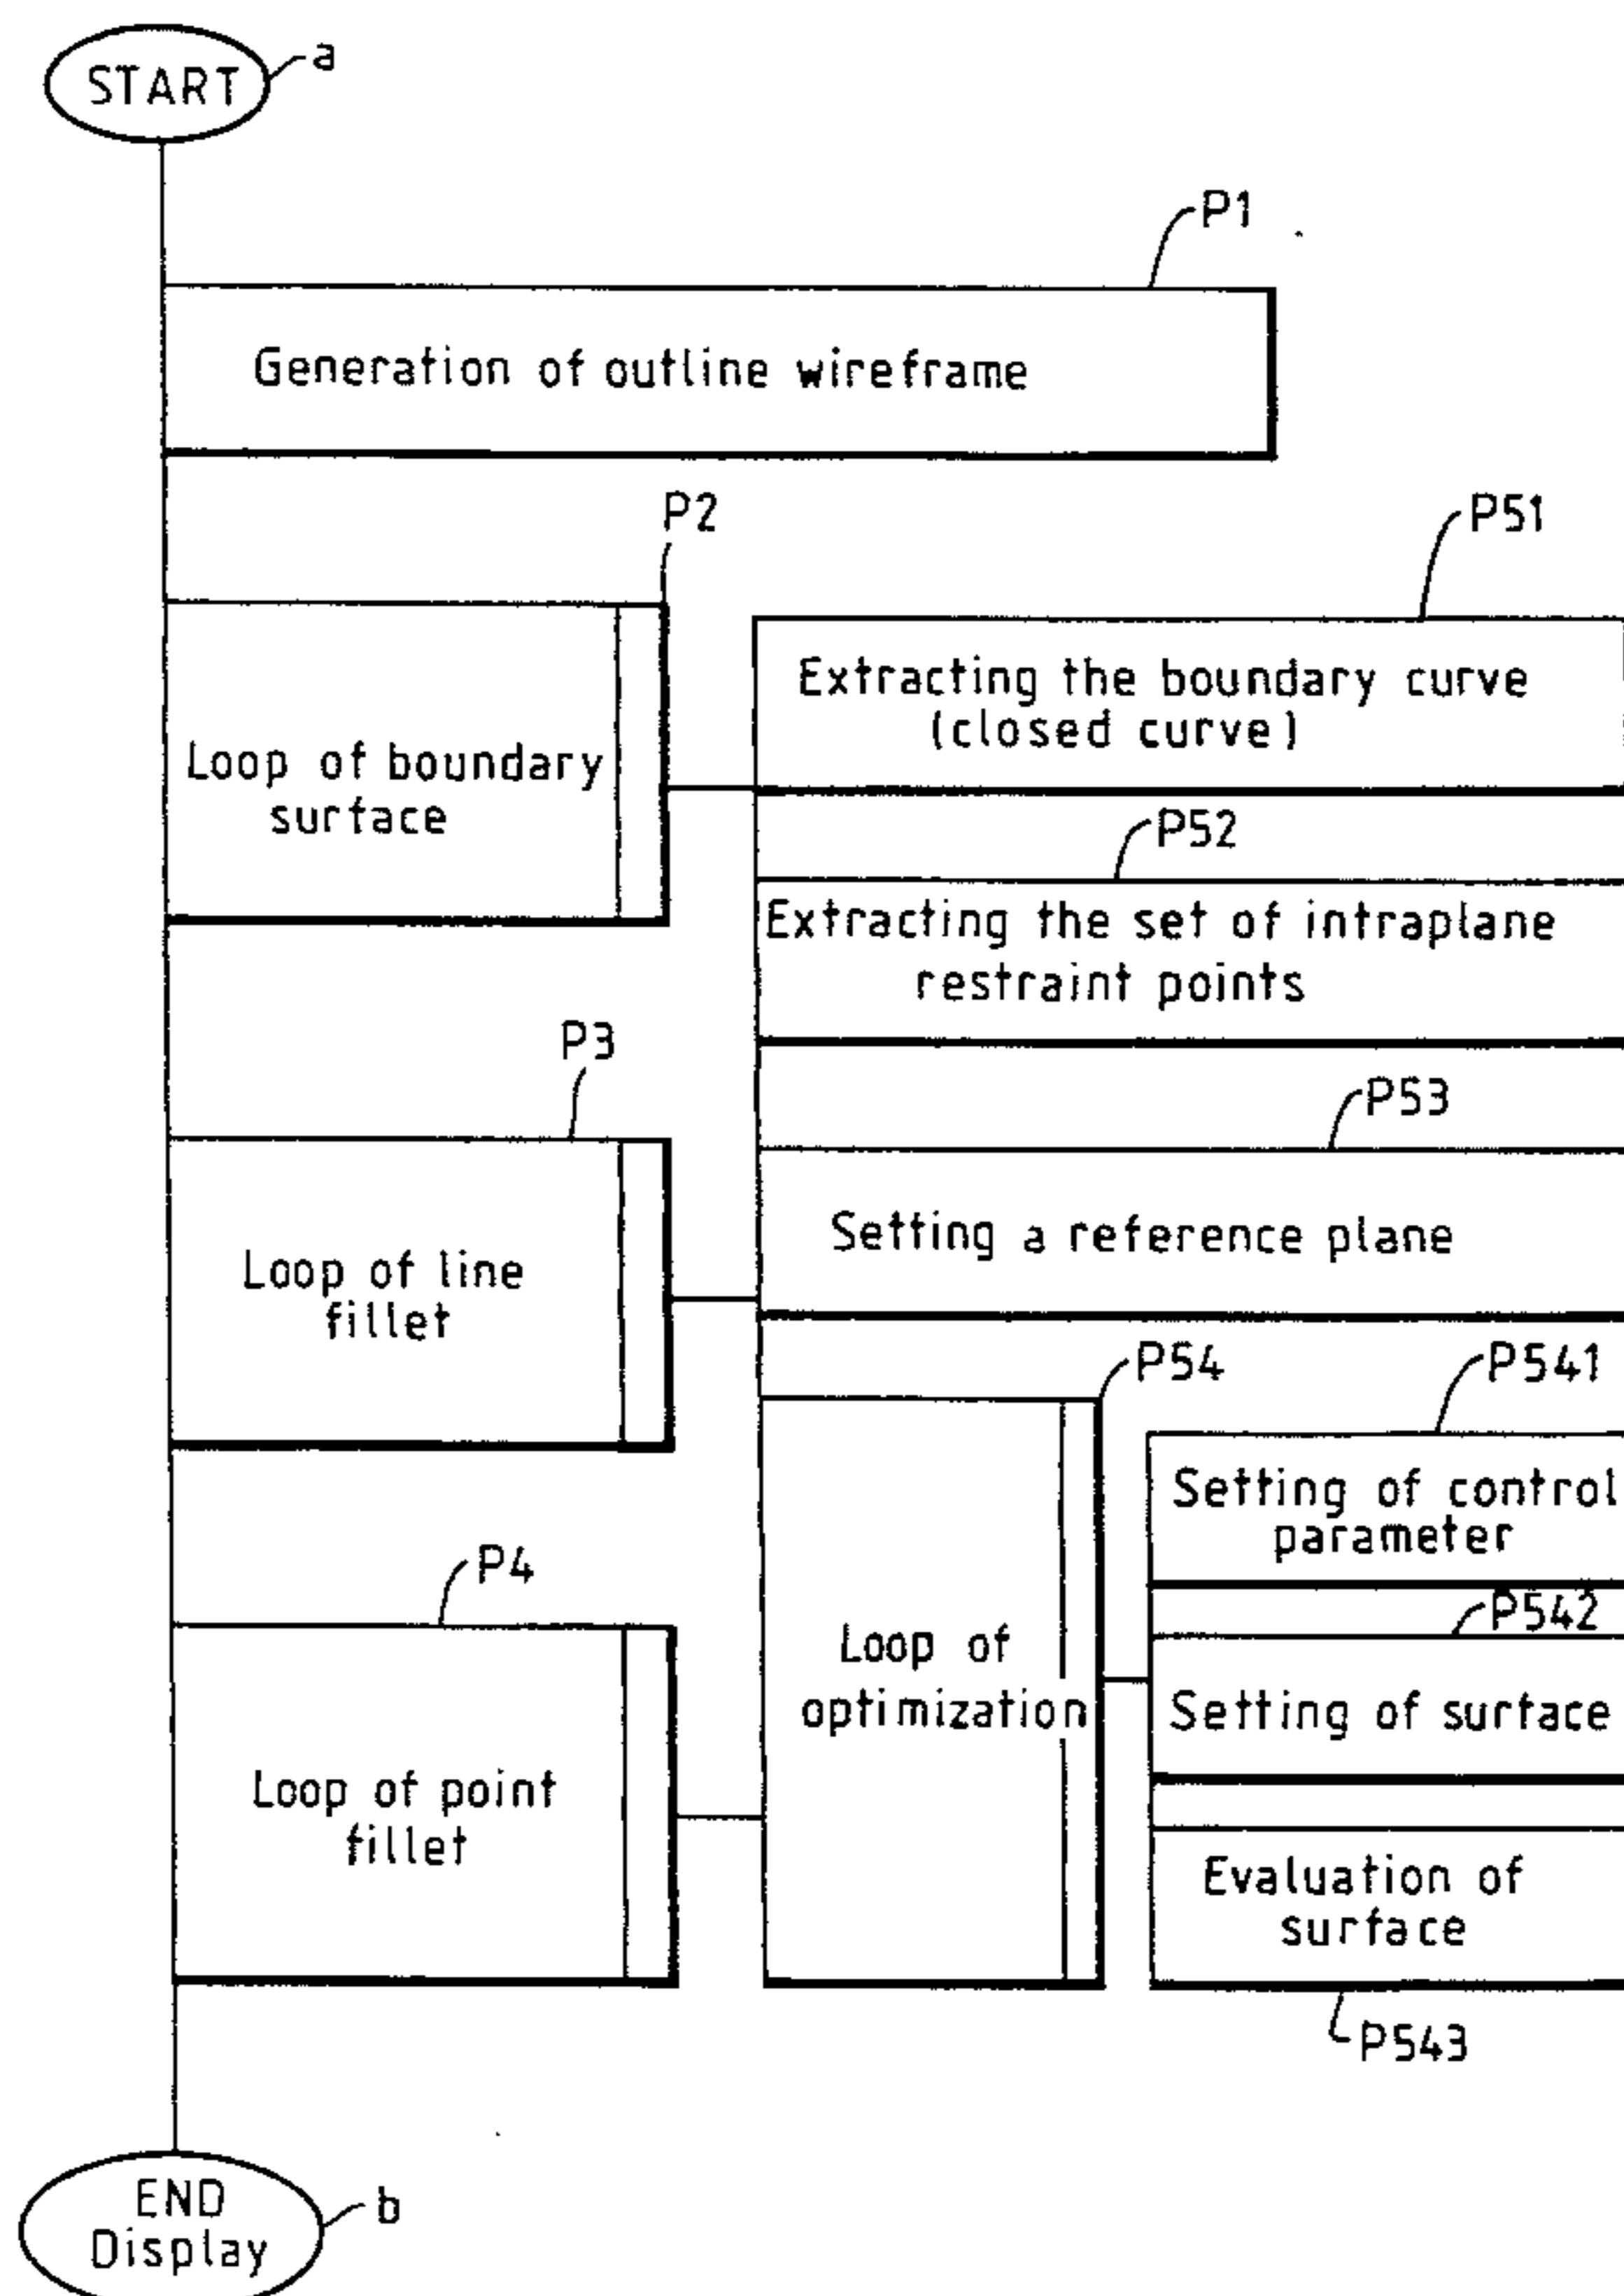 START
a
P1
Generation of outline wireframe
P2
Loop of boundary
surface
P51
Extracting the boundary curve
(closed curve)
P52
Extracting the set of intraplane
restraint points
P3
Loop of line
fillet
P53
Setting a reference plane
P54
Loop of
optimization
P541
Setting of control
parameter
P542
Setting of surface
P4
Loop of point
fillet
Evaluation of
surface
P543
END
Display
b